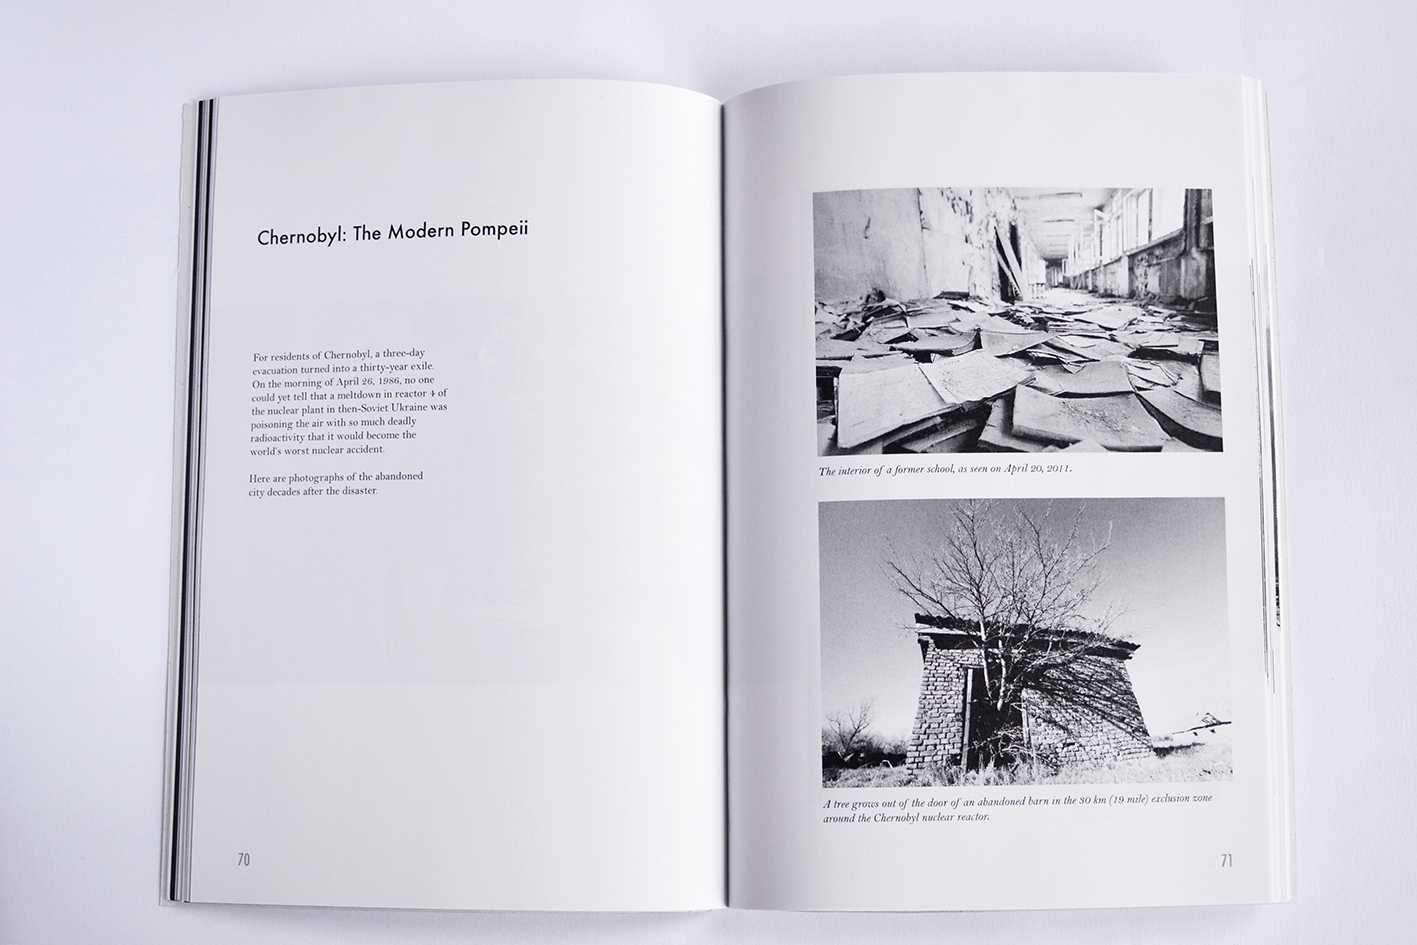 Chernobyl: The Modern Pompeii
For residents of Chernobyl, a three-day
evacuation turned into a thirty-year exile.
On the morning of April 26, 1986, no one
could yet tell that a meltdown in reactor 4 of
the nuclear plant in then-Soviet Ukraine was
poisoning the air with so much deadly
radioactivity that it would become the
world's worst nuclear accident.
Here are photographs of the abandoned
city decades after the disaster.
70
The interior of a former school, as seen on April 20, 2011.
A tree grows out of the door of an abandoned barn in the 30 km (19 mile) exclusion zone
around the Chernobyl nuclear reactor.
71